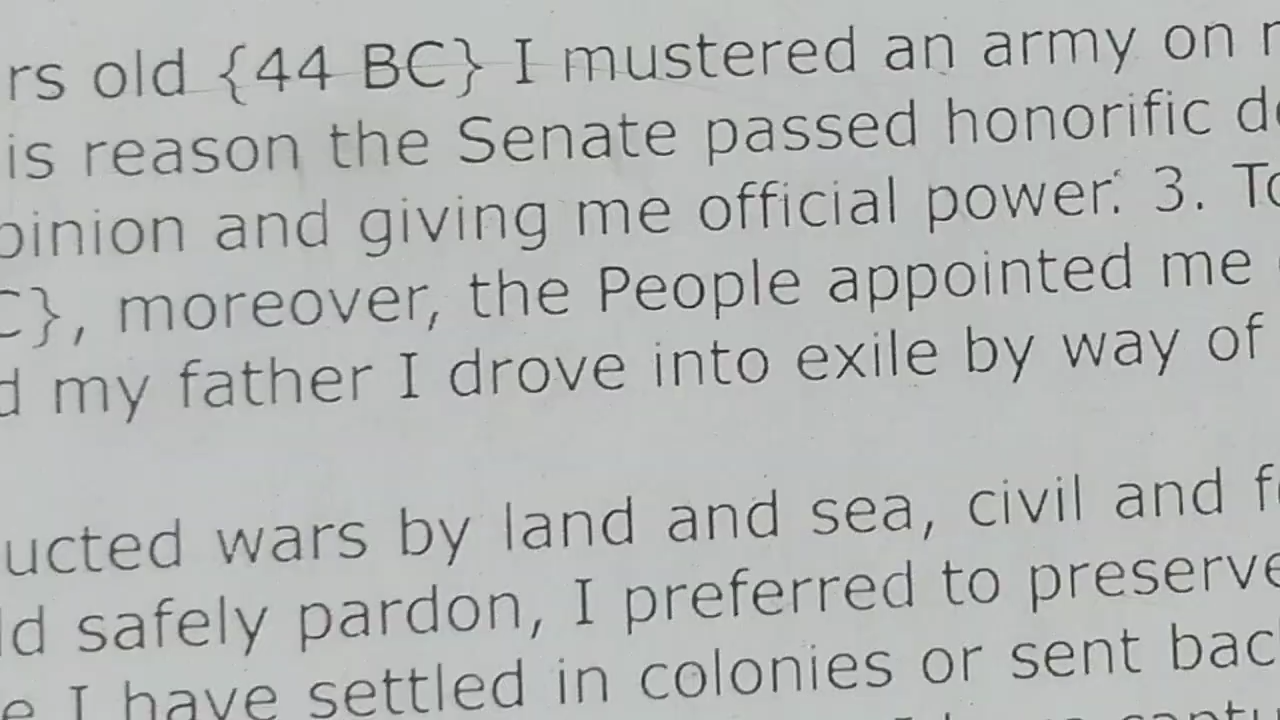 rs old {44 BC} I mustered an army on
is reason the Senate passed honorific
pinion and giving me official power. 3. To
C}, moreover, the People appointed me
d my father I drove into exile by way of
ucted wars by land and sea, civil and
ld safely pardon, I preferred to preserve
e I have settled in colonies or sent bac